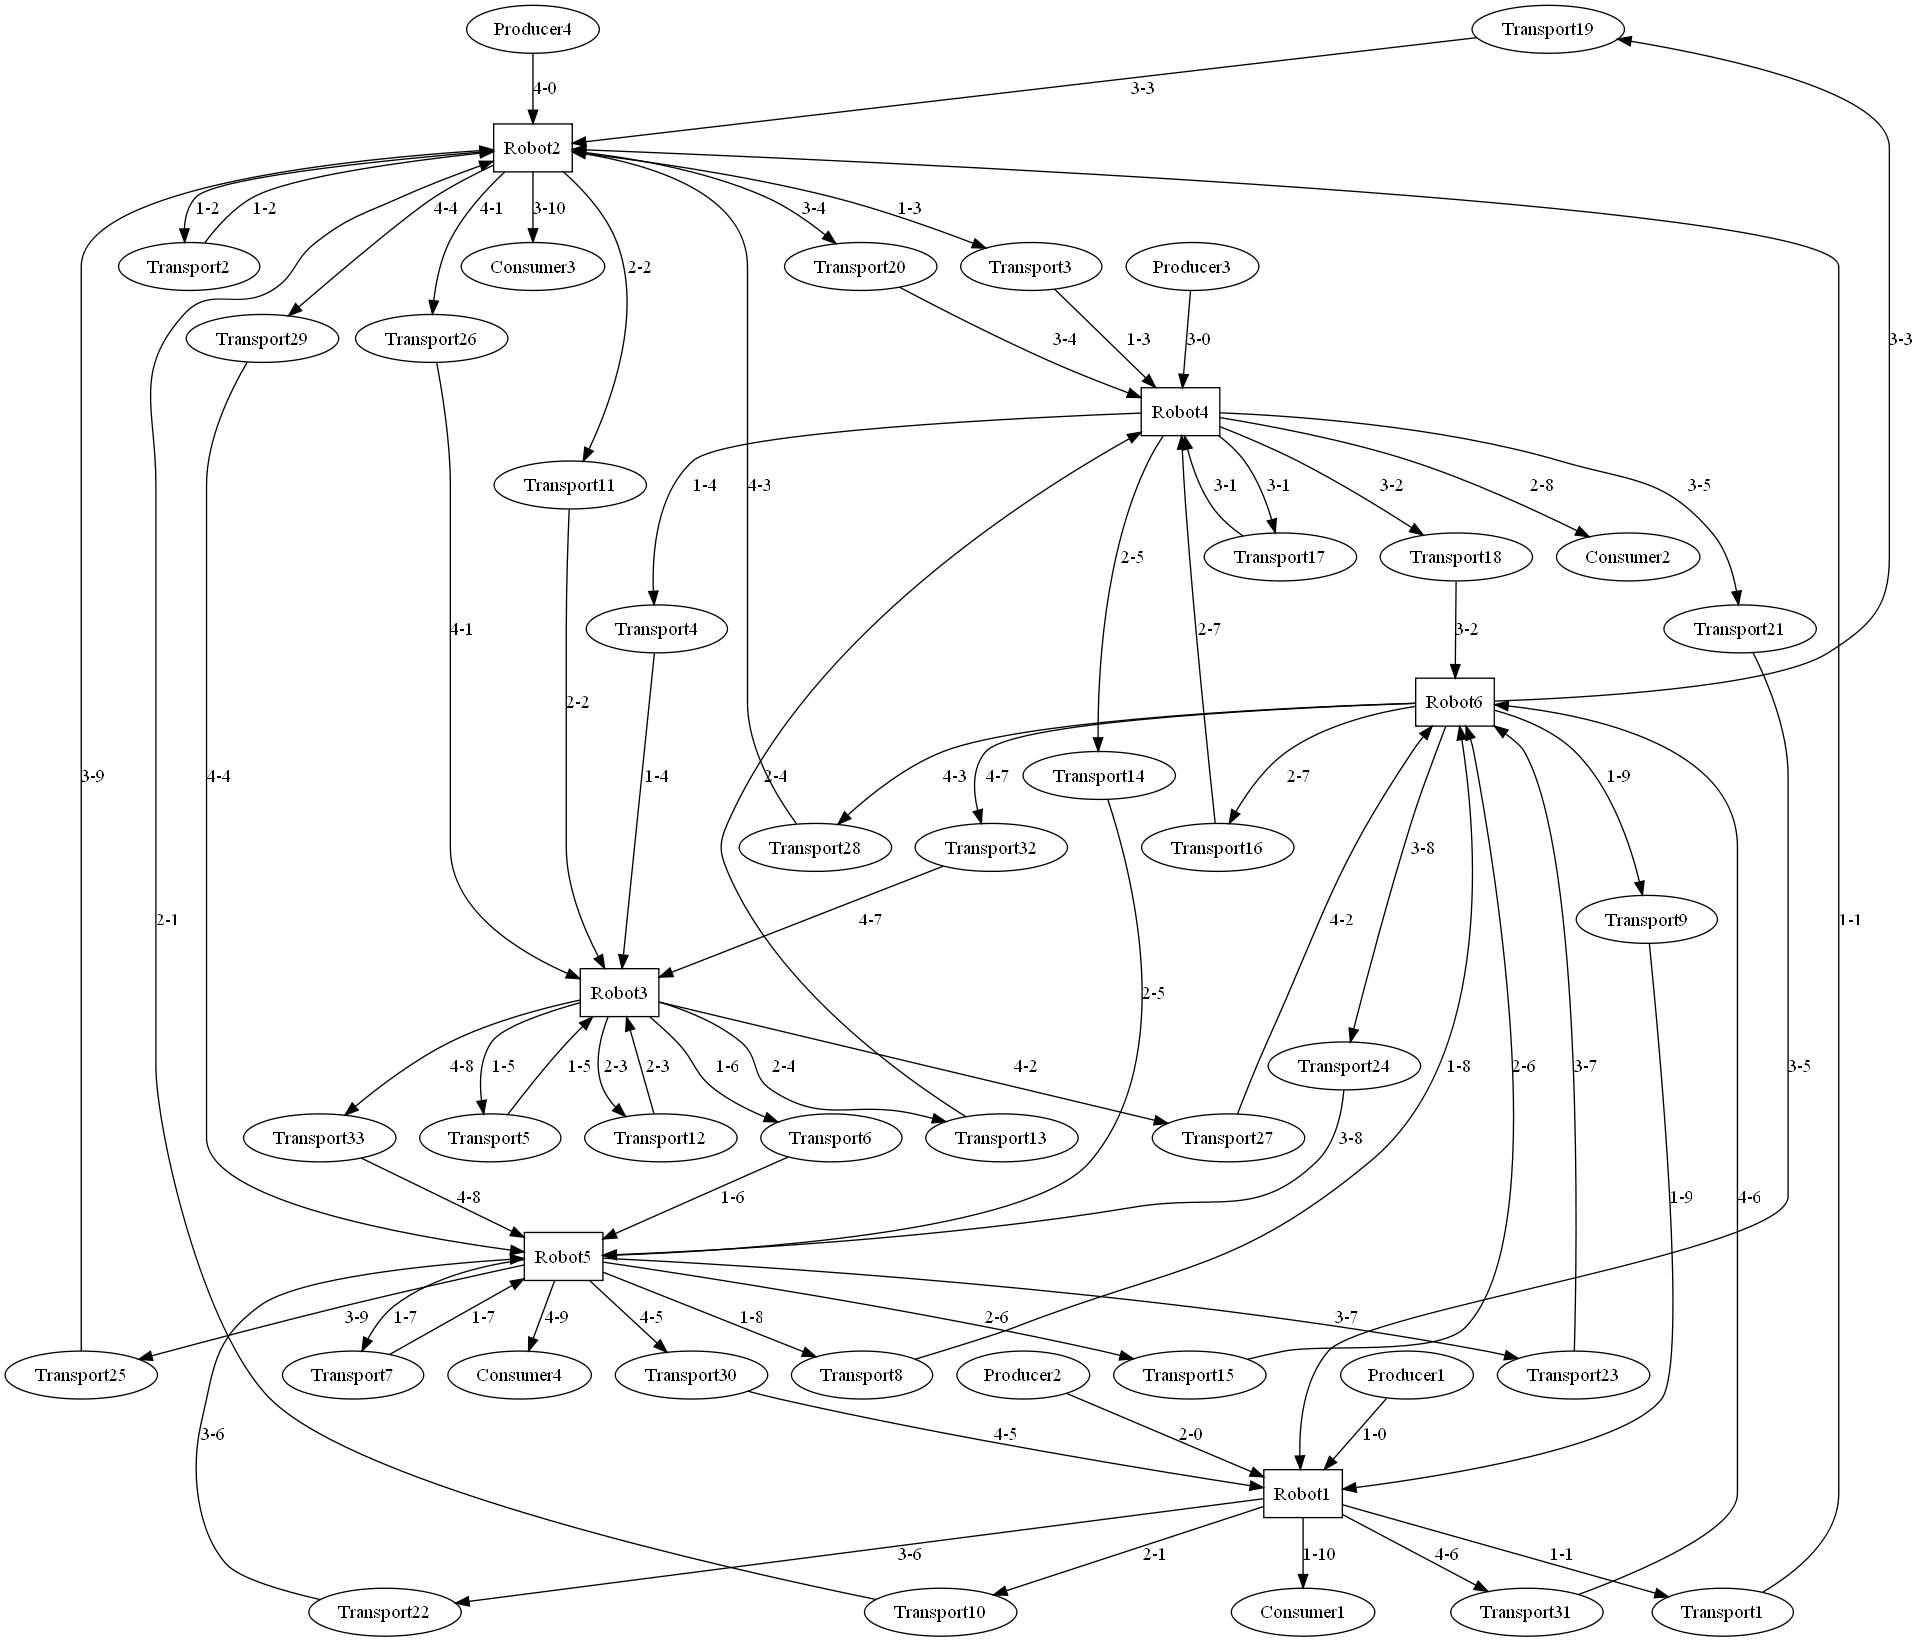 Producer4
Transport19
4-0
3-3
Robot2
1-2
1-2
4-4
4-1
3-10
2-2
3-4
1-3
Transport2
Consumer3
Transport20
Transport3
Producer3
Transport29
Transport26
3-4
1-3
3-0
3-3
Robot4
Transport11
4-3
1-4
3-1
3-1
3-2
2-8
3-5
2-5
Transport17
Transport18
Consumer2
4-1
Transport4
2-7
3-2
Transport21
2-2
Robot6
3-9
4-4
1-4
2-4
4-3
4-7
Transport14
2-7
1-9
Transport28
Transport32
Transport16
3-8
2-1
4-7
4-2
Transport9
1-1
Robot3
2-5
4-8
1-5
1-5
2-3
2-3
1-6
2-4
4-2
Transport24
1-8
2-6
3-7
3-5
Transport33
Transport5
Transport12
Transport6
Transport13
Transport27
3-8
4-8
1-6
1-9
4-6
Robot5
3-9
1-7
1-7
4-9
4-5
1-8
2-6
3-7
Transport25
Transport7
Consumer4
Transport30
Transport8
Producer2
Transport15
Producer1
Transport23
3-6
4-5
2-0
1-0
Robot1
3-6
2-1
1-10
4-6
1-1
Transport22
Transport10
Consumer1
Transport31
Transport1